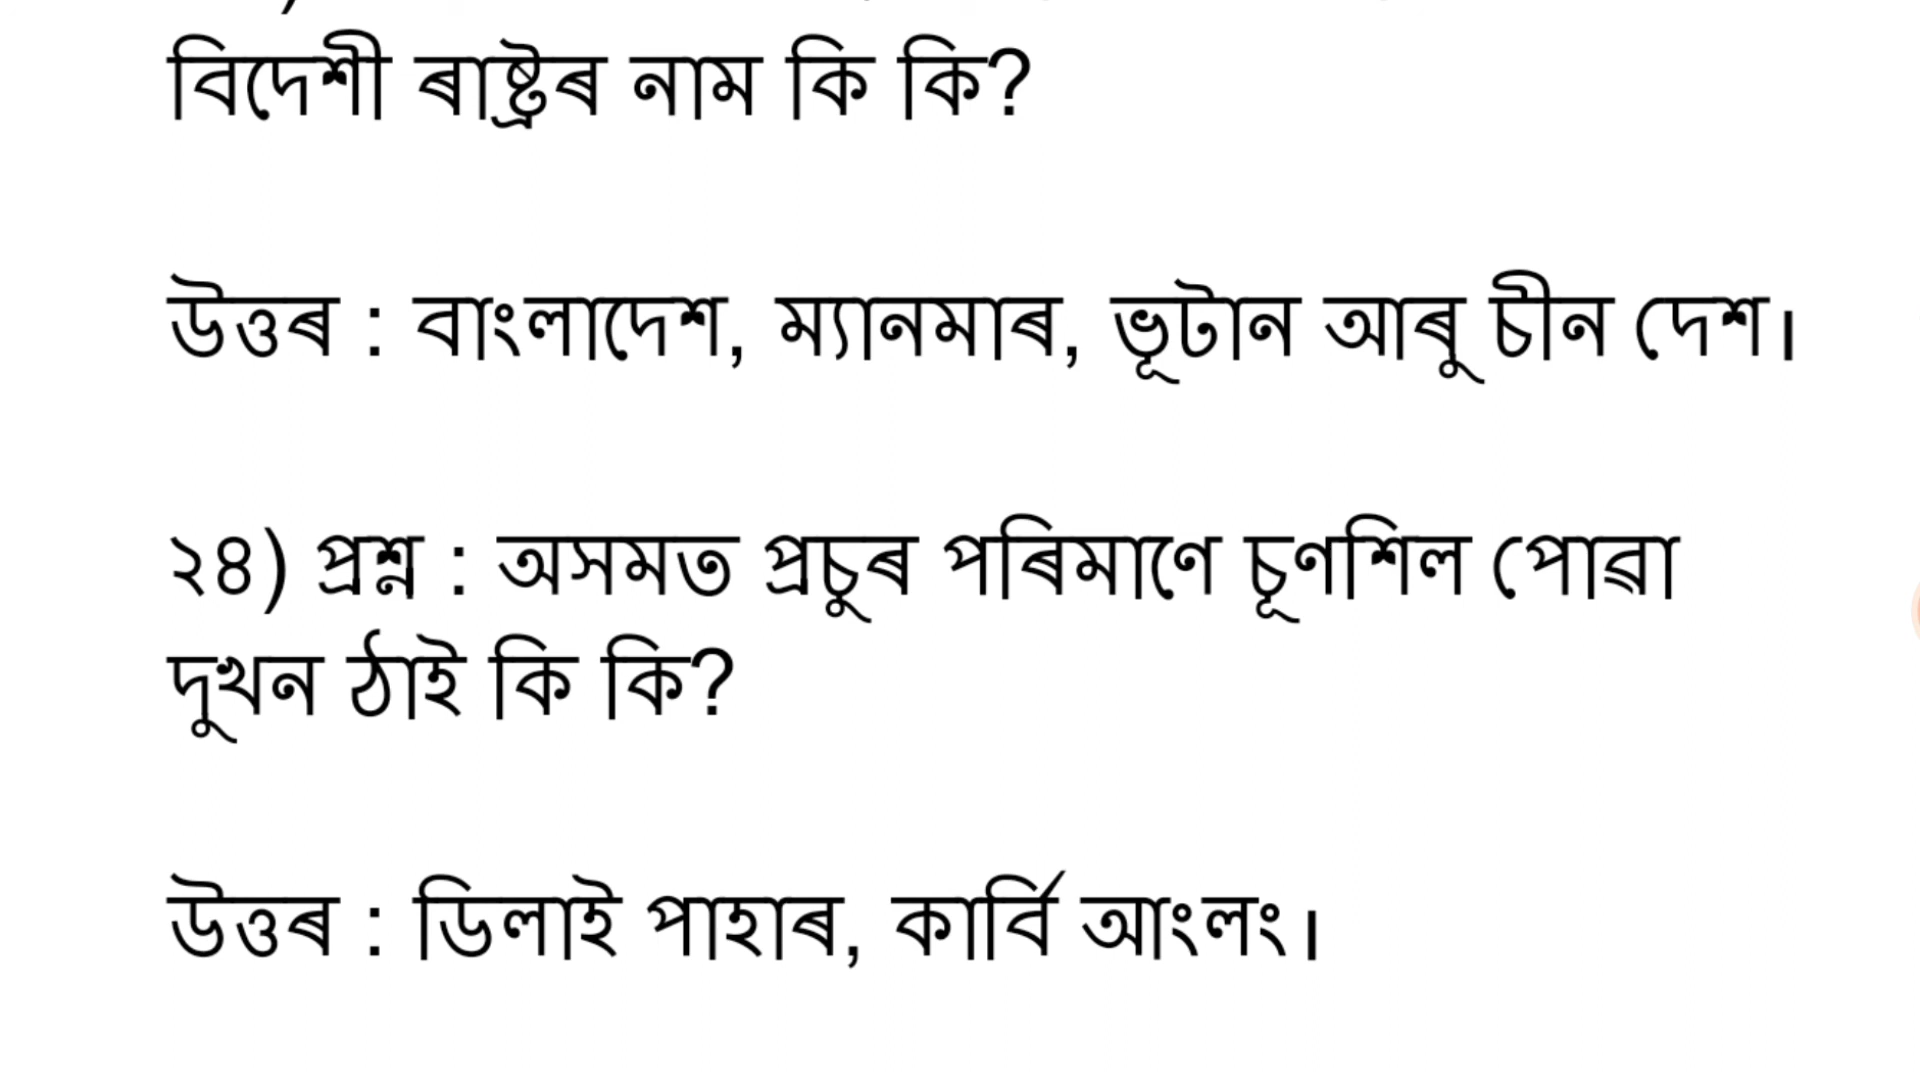 বিদেশী ৰাষ্ট্ৰৰ নাম কি কি?
উত্তৰ : বাংলাদেশ, ম্যানমাৰ, ভূটান আৰু চীন দেশ।
২৪) প্ৰশ্ন : অসমত প্ৰচুৰ পৰিমাণে চূণশিল পোৱা
দুখন ঠাই কি কি?
উত্তৰ : ডিলাই পাহাৰ, কাৰ্বি আংলং।